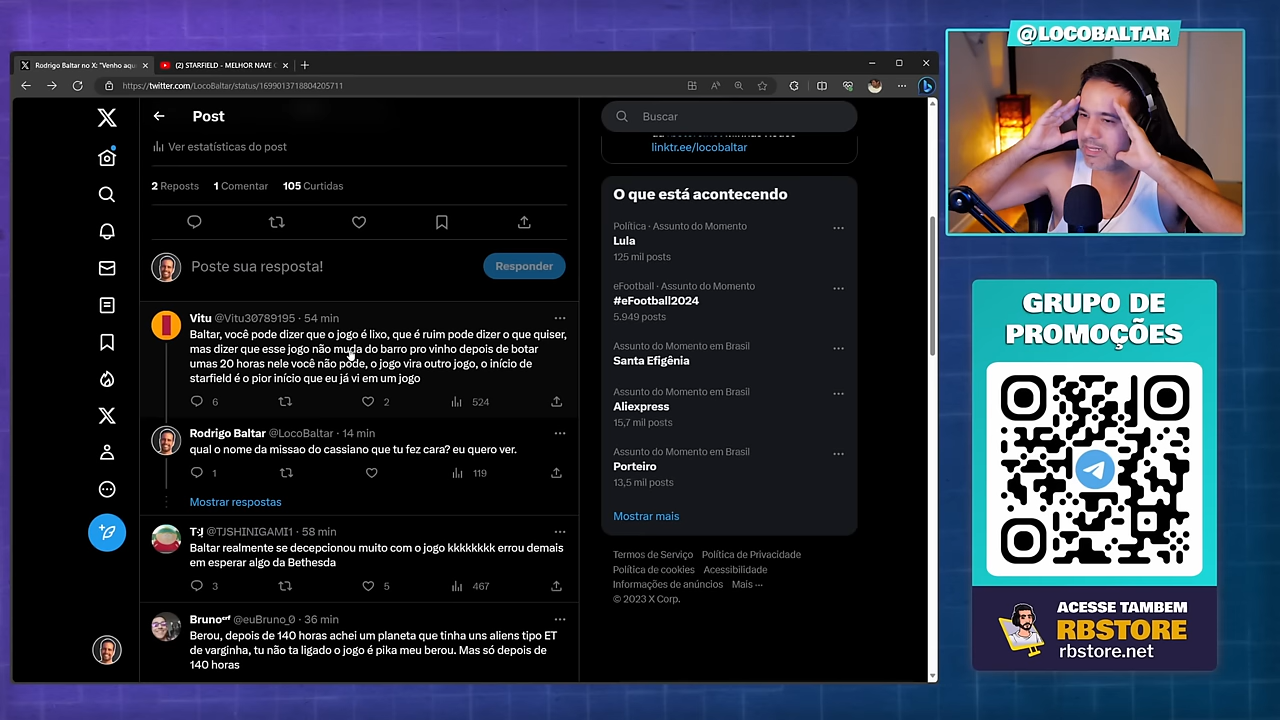 @LOCOBALTAR
Rodrigo Baltar no X: "Venho aqu
(2) STARFIELD - MELHOR NAVE
https://twitter.com/LocoBaltar/status/1699013718804205711
Post
Ver estatísticas do post
2 Reposts 1 Comentar 105 Curtidas
Poste sua resposta!
Responder
Vitu @Vitu30789195 · 54 min
Baltar, você pode dizer que o jogo é lixo, que é ruim pode dizer o que quiser,
mas dizer que esse jogo não muda do barro pro vinho depois de botar
umas 20 horas nele você não pode, o jogo vira outro jogo, o início de
starfield é o pior início que eu já vi em um jogo
6 2 524
Rodrigo Baltar @LocoBaltar · 14 min
qual o nome da missao do cassiano que tu fez cara? eu quero ver.
1 119
Mostrar respostas
@TJSHINIGAMI1 · 58 min
Baltar realmente se decepcionou muito com o jogo kkkkkkkk errou demais
em esperar algo da Bethesda
3 5 467
Bruno @euBruno_0 · 36 min
Berou, depois de 140 horas achei um planeta que tinha uns aliens tipo ET
de varginha, tu não ta ligado o jogo é pika meu berou. Mas só depois de
140 horas
Buscar
linktr.ee/locobaltar
O que está acontecendo
Política · Assunto do Momento
Lula
125 mil posts
eFootball · Assunto do Momento
#eFootball2024
5.949 posts
Assunto do Momento em Brasil
Santa Efigênia
Assunto do Momento em Brasil
Aliexpress
15,7 mil posts
Assunto do Momento em Brasil
Porteiro
13,5 mil posts
Mostrar mais
Termos de Serviço Política de Privacidade
Política de cookies Acessibilidade
Informações de anúncios Mais ···
© 2023 X Corp.
GRUPO DE
PROMOÇÕES
ACESSE TAMBEM
RBSTORE
rbstore.net